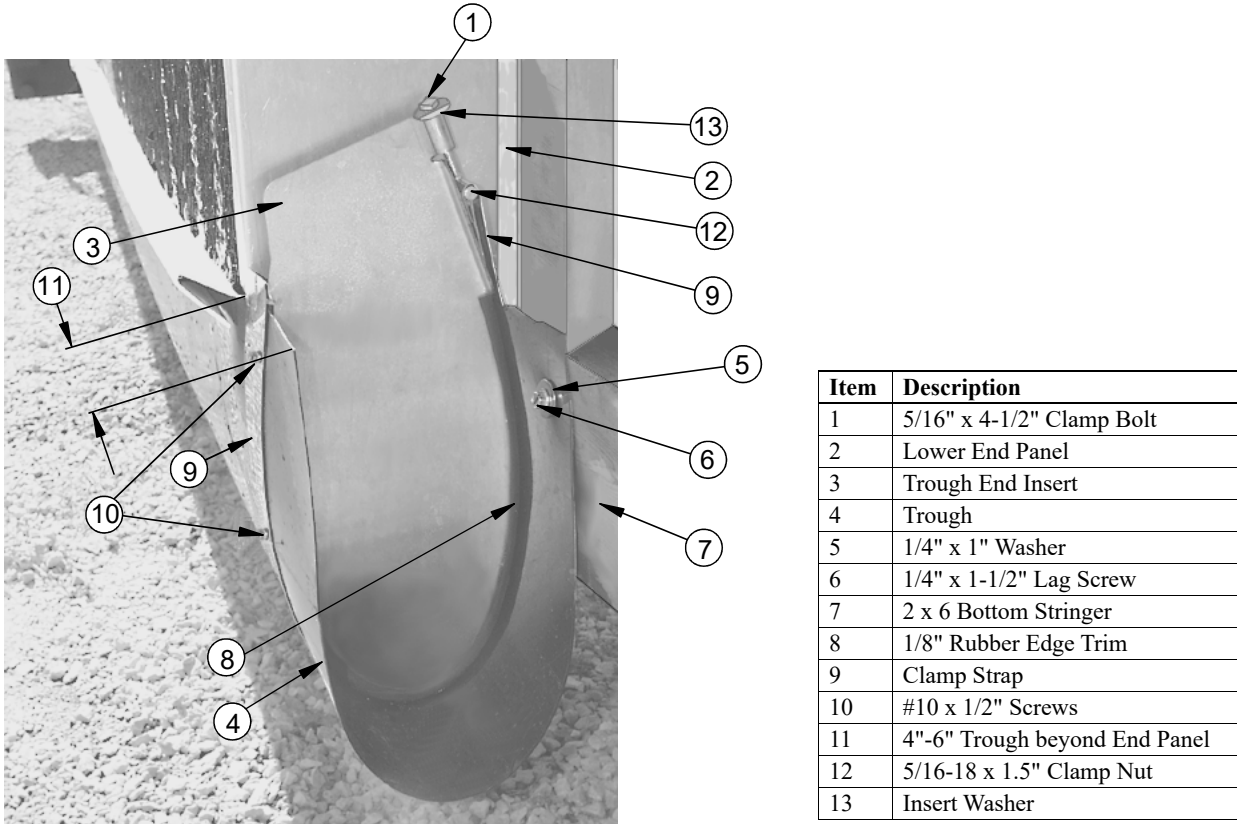 1
13
2
12
3
9
11
5
6
9
10
7
8
4
Item Description
1 5/16" x 4-1/2" Clamp Bolt
2 Lower End Panel
3 Trough End Insert
4 Trough
5 1/4" x 1" Washer
6 1/4" x 1-1/2" Lag Screw
7 2 x 6 Bottom Stringer
8 1/8" Rubber Edge Trim
9 Clamp Strap
10 #10 x 1/2" Screws
11 4"-6" Trough beyond End Panel
12 5/16-18 x 1.5" Clamp Nut
13 Insert Washer